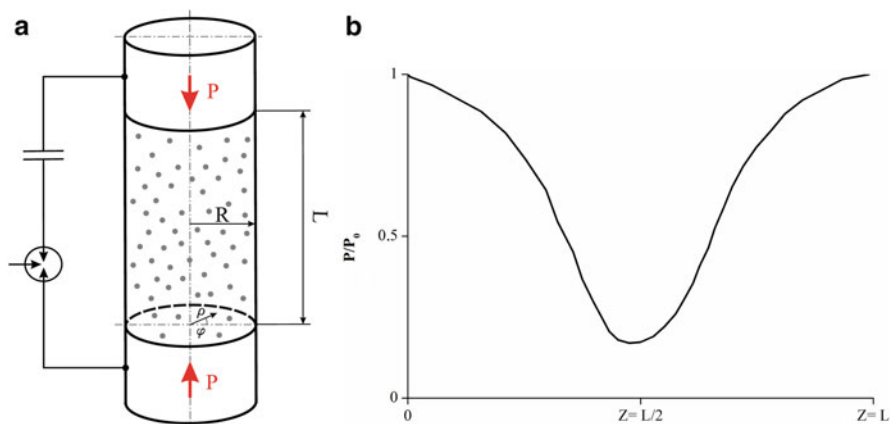 a
P
L
R
ρ
φ
P
b
P/P₀
1
0.5
0
0
Z= L/2
Z= L